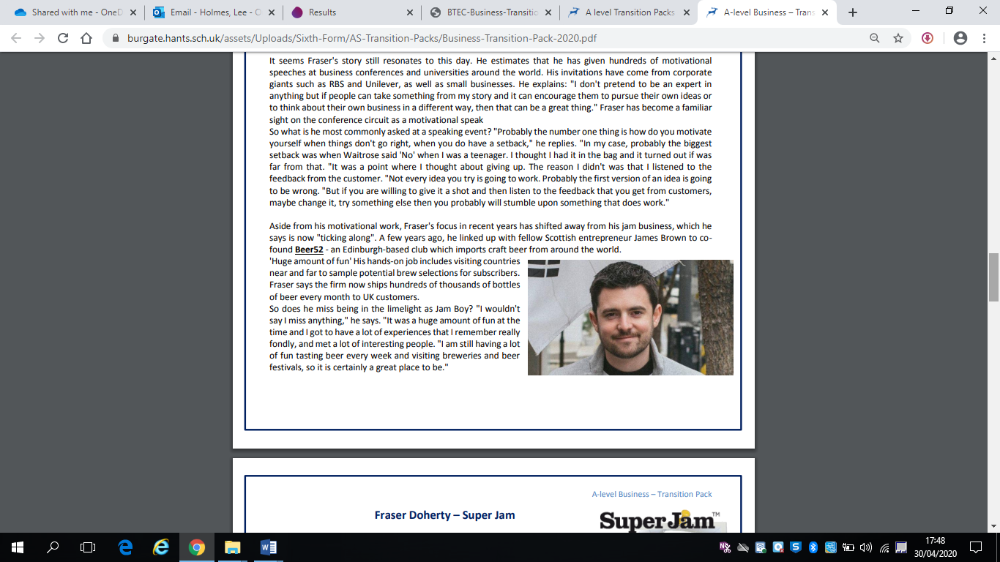 Shared with me - OneD
Email - Holmes, Lee - O
Results
BTEC-Business-Transitio
A level Transition Packs
A-level Business – Trans
burgate.hants.sch.uk/assets/Uploads/Sixth-Form/AS-Transition-Packs/Business-Transition-Pack-2020.pdf
It seems Fraser's story still resonates to this day. He estimates that he has given hundreds of motivational
speeches at business conferences and universities around the world. His invitations have come from corporate
giants such as RBS and Unilever, as well as small businesses. He explains: "I don't pretend to be an expert in
anything but if people can take something from my story and it can encourage them to pursue their own ideas or
to think about their own business in a different way, then that can be a great thing." Fraser has become a familiar
sight on the conference circuit as a motivational speak
So what is he most commonly asked at a speaking event? "Probably the number one thing is how do you motivate
yourself when things don't go right, when you do have a setback," he replies. "In my case, probably the biggest
setback was when Waitrose said 'No' when I was a teenager. I thought I had it in the bag and it turned out if was
far from that. "It was a point where I thought about giving up. The reason I didn't was that I listened to the
feedback from the customer. "Not every idea you try is going to work. Probably the first version of an idea is going
to be wrong. "But if you are willing to give it a shot and then listen to the feedback that you get from customers,
maybe change it, try something else then you probably will stumble upon something that does work."
Aside from his motivational work, Fraser's focus in recent years has shifted away from his jam business, which he
says is now "ticking along". A few years ago, he linked up with fellow Scottish entrepreneur James Brown to co-
found Beer52 - an Edinburgh-based club which imports craft beer from around the world.
'Huge amount of fun' His hands-on job includes visiting countries
near and far to sample potential brew selections for subscribers.
Fraser says the firm now ships hundreds of thousands of bottles
of beer every month to UK customers.
So does he miss being in the limelight as Jam Boy? "I wouldn't
say I miss anything," he says. "It was a huge amount of fun at the
time and I got to have a lot of experiences that I remember really
fondly, and met a lot of interesting people. "I am still having a lot
of fun tasting beer every week and visiting breweries and beer
festivals, so it is certainly a great place to be."
A-level Business – Transition Pack
Fraser Doherty – Super Jam
SuperJam™
17:48
30/04/2020